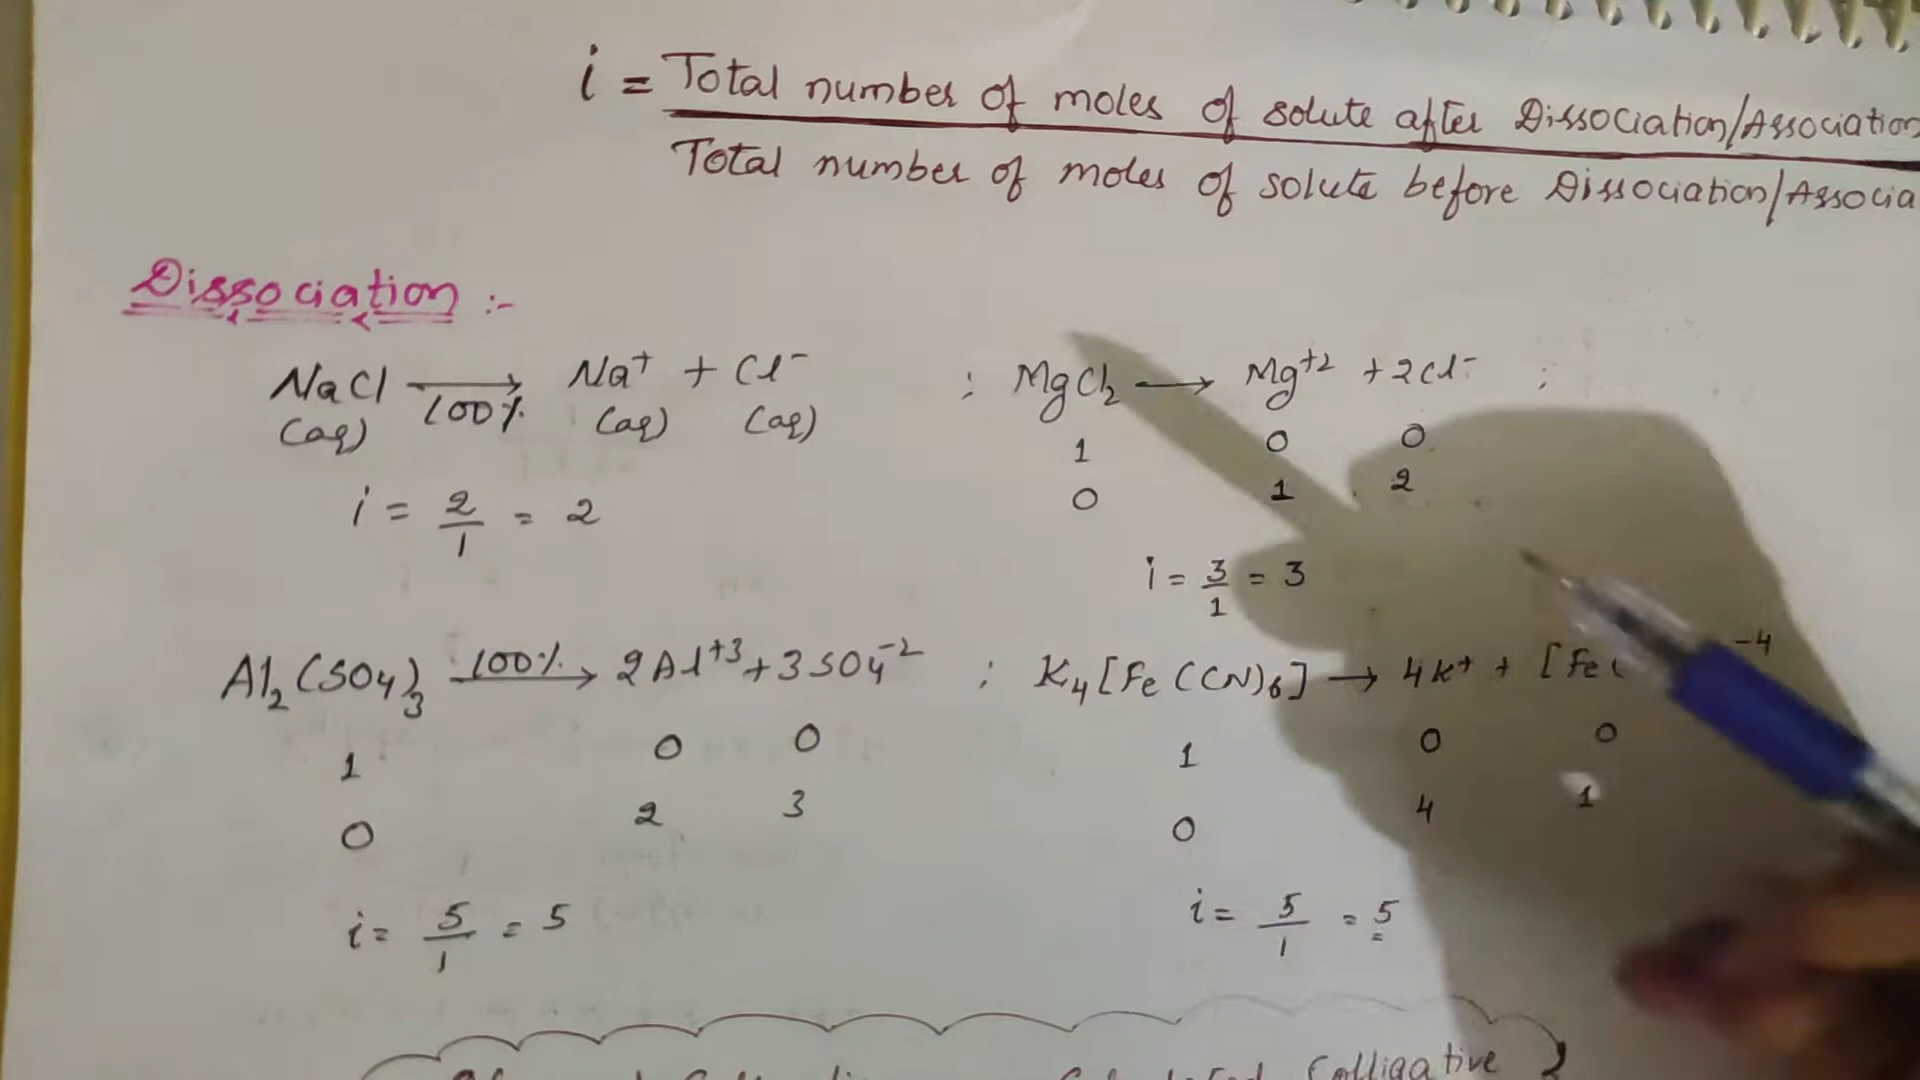 i = Total number of moles of solute after Dissociation/Association
Total number of moles of solute before Dissociation/Associa
Dissociation :-
NaCl → Na⁺ + Cl⁻ ; MgCl₂ → Mg⁺² + 2Cl⁻ ;
(aq) 100% (aq) (aq)
1 0 0
0 1 2
i = 2/1 = 2
i = 3/1 = 3
Al₂(SO₄)₃ 100% → 2Al⁺³ + 3SO₄⁻² ; K₄[Fe(CN)₆] → 4K⁺ + [Fe( ⁻⁴
1 0 0 1 0 0
0 2 3 0 4 1
i = 5/1 = 5 i = 5/1 = 5
Colligative